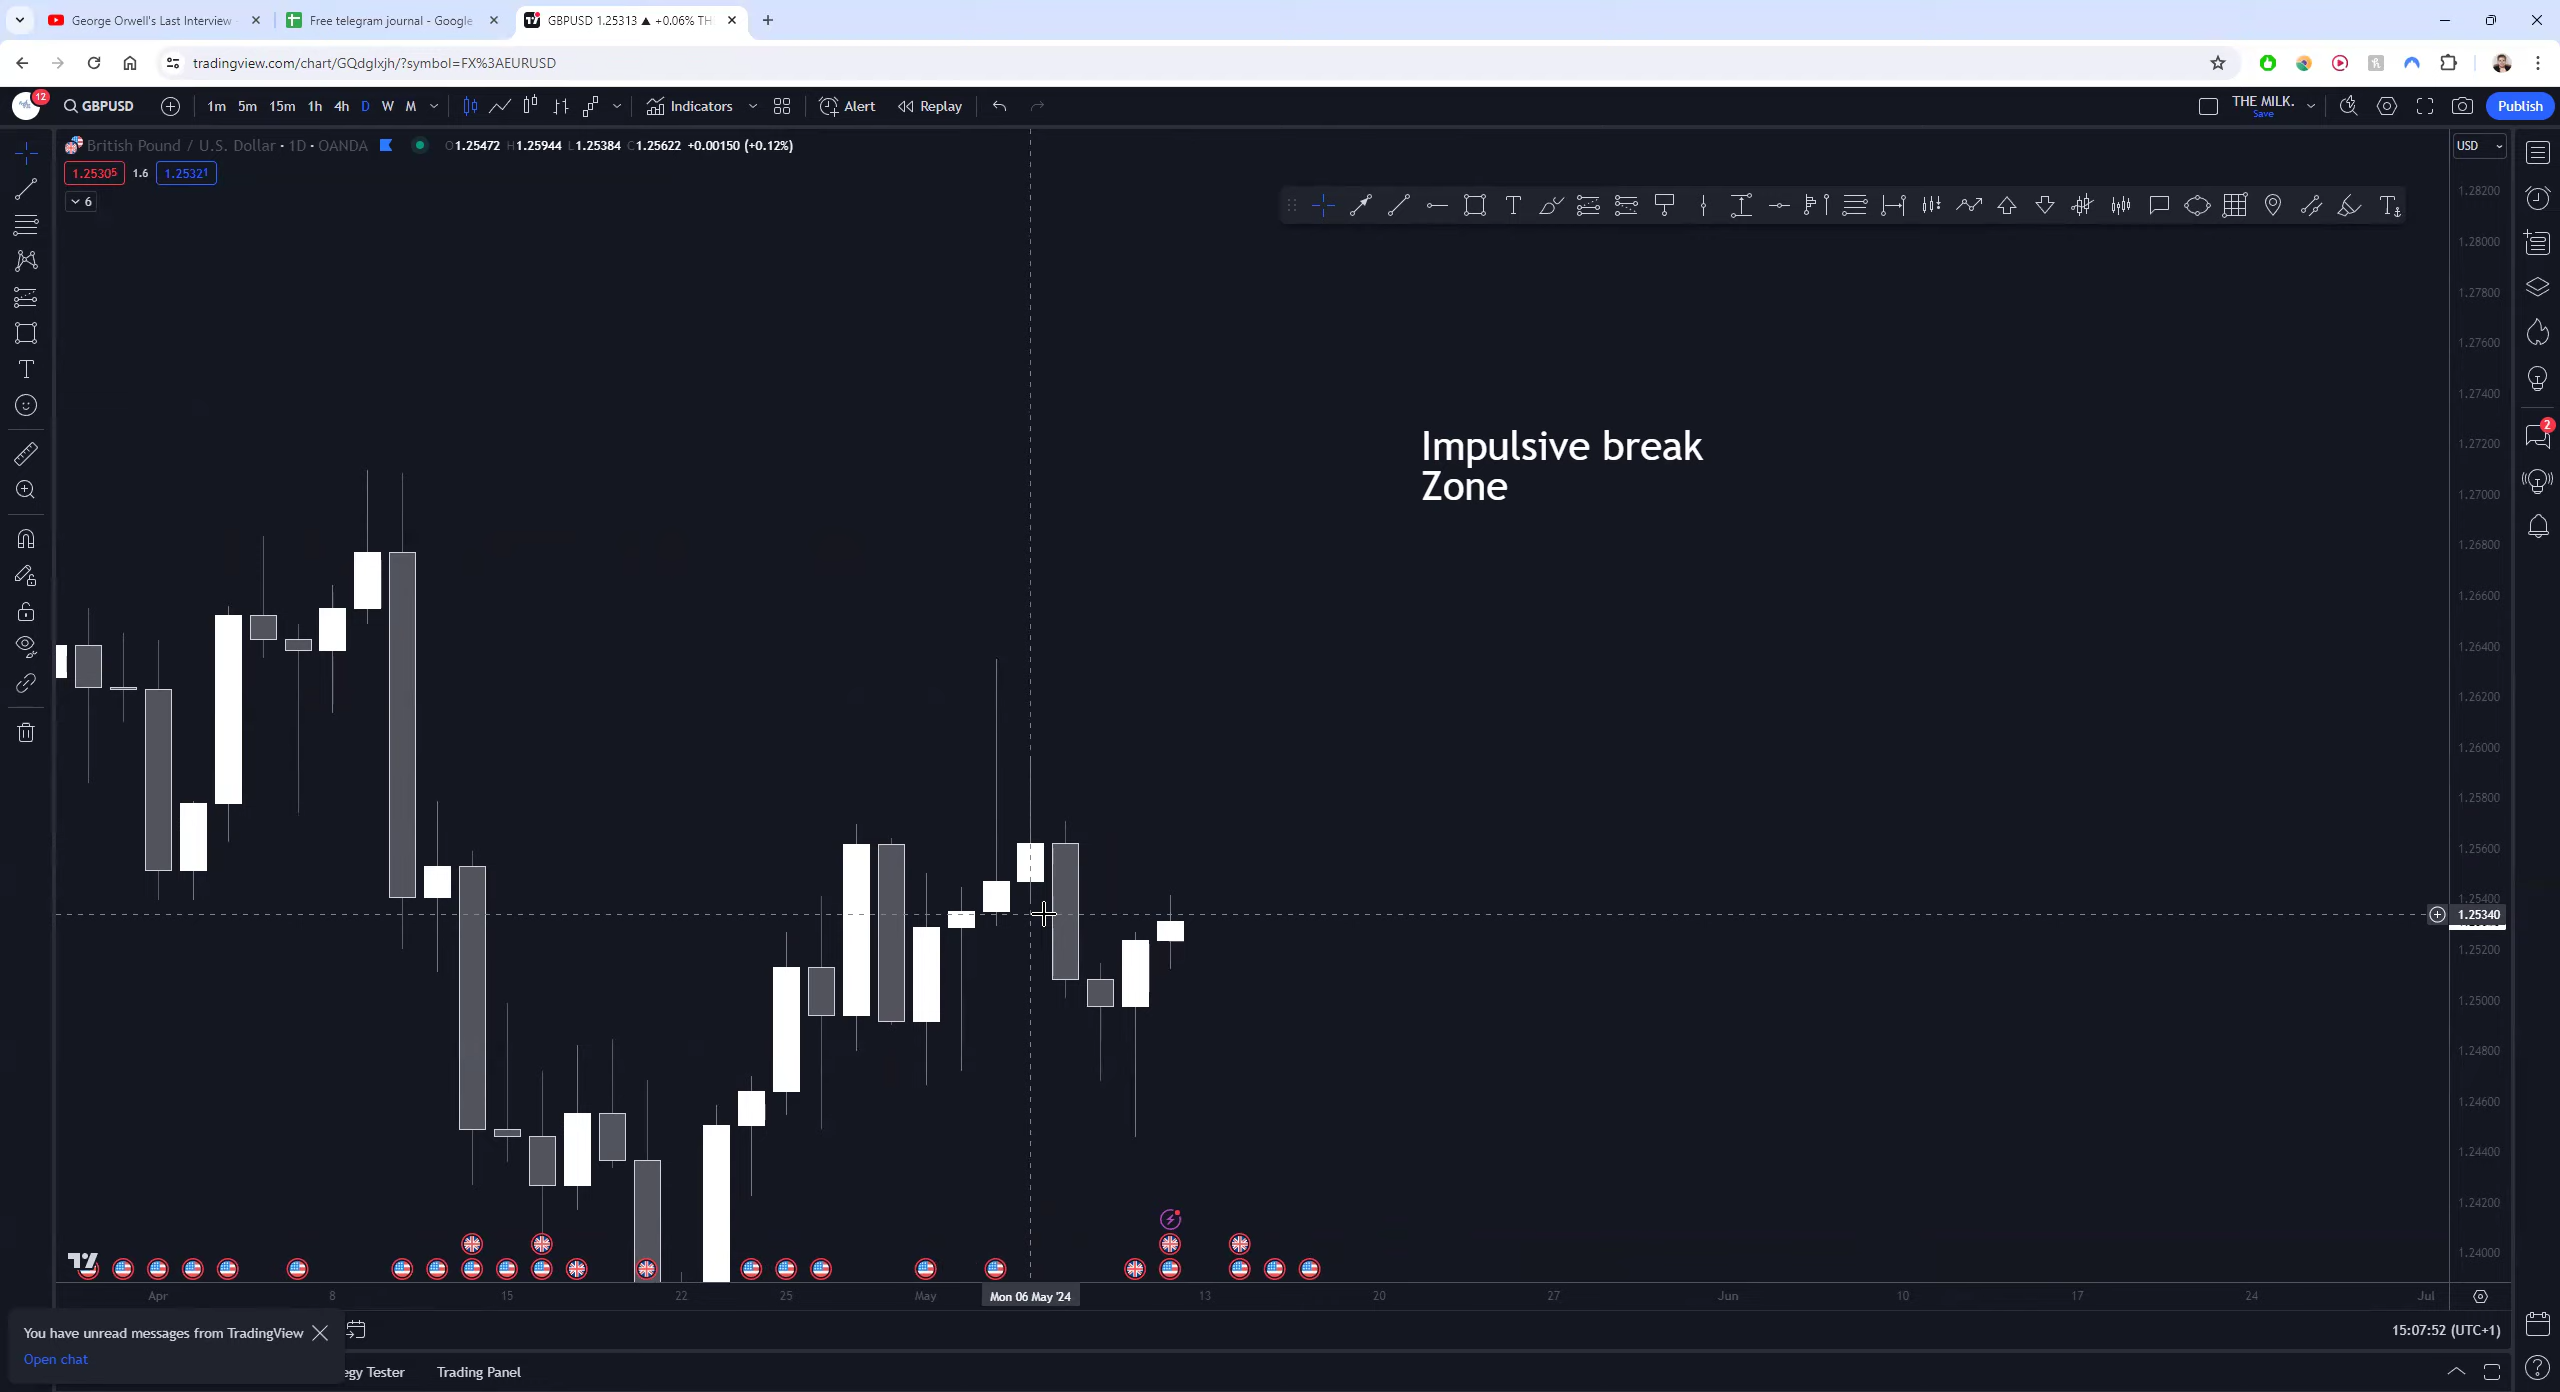 George Orwell's Last Interview
Free telegram journal - Google
GBPUSD 1.25313 ▲ +0.06% TH
tradingview.com/chart/GQdglxjh/?symbol=FX%3AEURUSD
12
GBPUSD
1m 5m 15m 1h 4h D W M
Indicators
Alert
Replay
THE MILK.
Save
Publish
British Pound / U.S. Dollar · 1D · OANDA
O1.25472 H1.25944 L1.25384 C1.25622 +0.00150 (+0.12%)
USD
1.25305 1.6 1.25321
6
1.28200
1.28000
1.27800
1.27600
1.27400
1.27200
1.27000
1.26800
1.26600
1.26400
1.26200
1.26000
1.25800
1.25600
1.25400
1.25340
1.25200
1.25000
1.24800
1.24600
1.24400
1.24200
1.24000
2
Impulsive break
Zone
Apr 8 15 22 25 May Mon 06 May '24 13 20 27 Jun 10 17 24 Jul
You have unread messages from TradingView
Open chat
15:07:52 (UTC+1)
egy Tester
Trading Panel